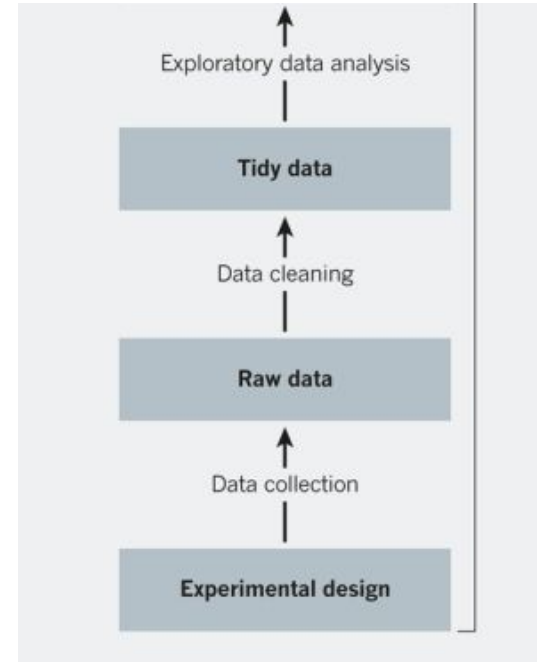 Exploratory data analysis
Tidy data
Data cleaning
Raw data
Data collection
Experimental design